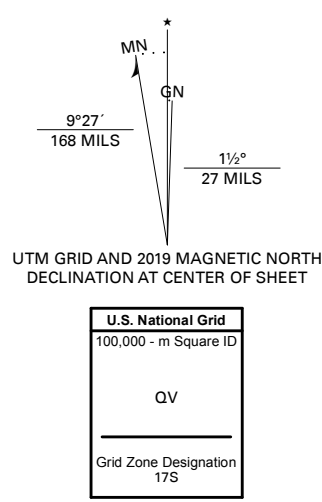 MN
GN
9°27´
168 MILS
1½°
27 MILS
UTM GRID AND 2019 MAGNETIC NORTH
DECLINATION AT CENTER OF SHEET
U.S. National Grid
100,000 - m Square ID
QV
Grid Zone Designation
17S